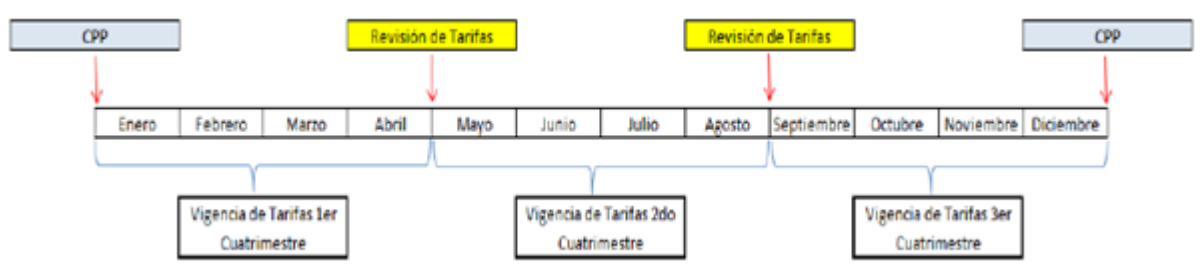 CPP
Revisión de Tarifas
Revisión de Tarifas
CPP
Enero Febrero Marzo Abril Mayo Junio Julio Agosto Septiembre Octubre Noviembre Diciembre
Vigencia de Tarifas 1er
Cuatrimestre
Vigencia de Tarifas 2do
Cuatrimestre
Vigencia de Tarifas 3er
Cuatrimestre